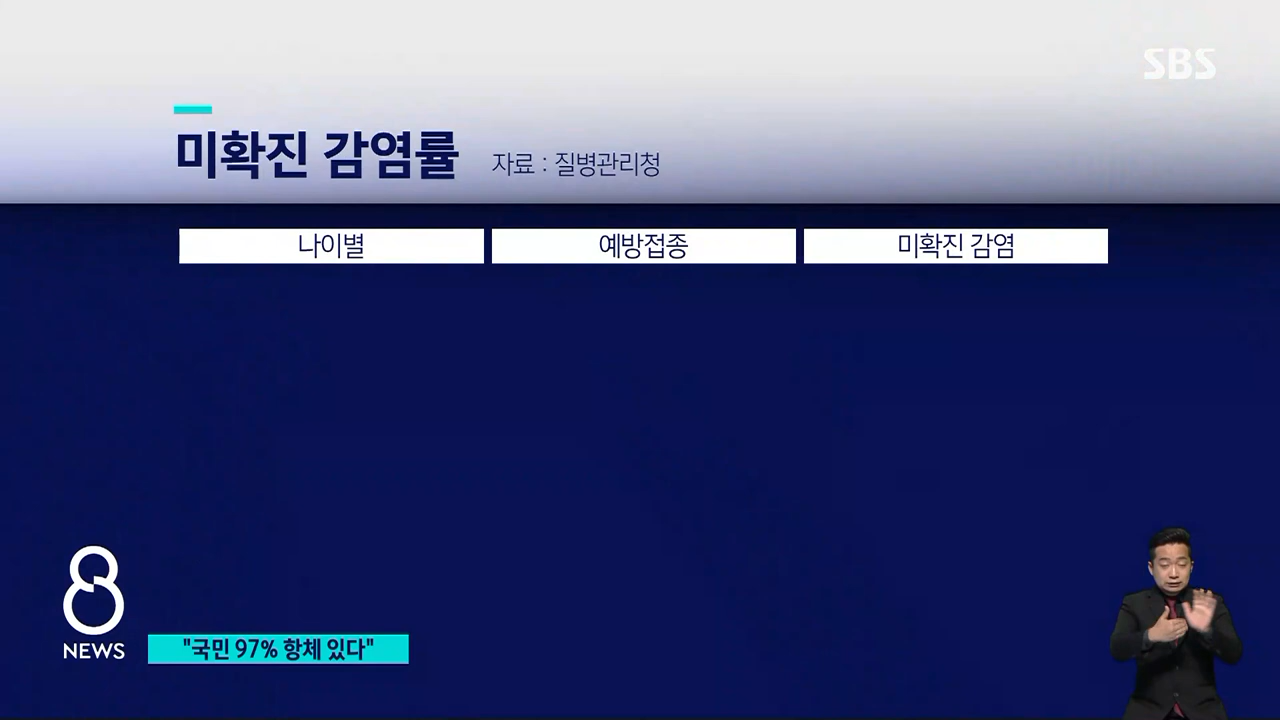 SBS
미확진 감염률 자료 : 질병관리청
나이별 예방접종 미확진 감염
8
NEWS
"국민 97% 항체 있다"